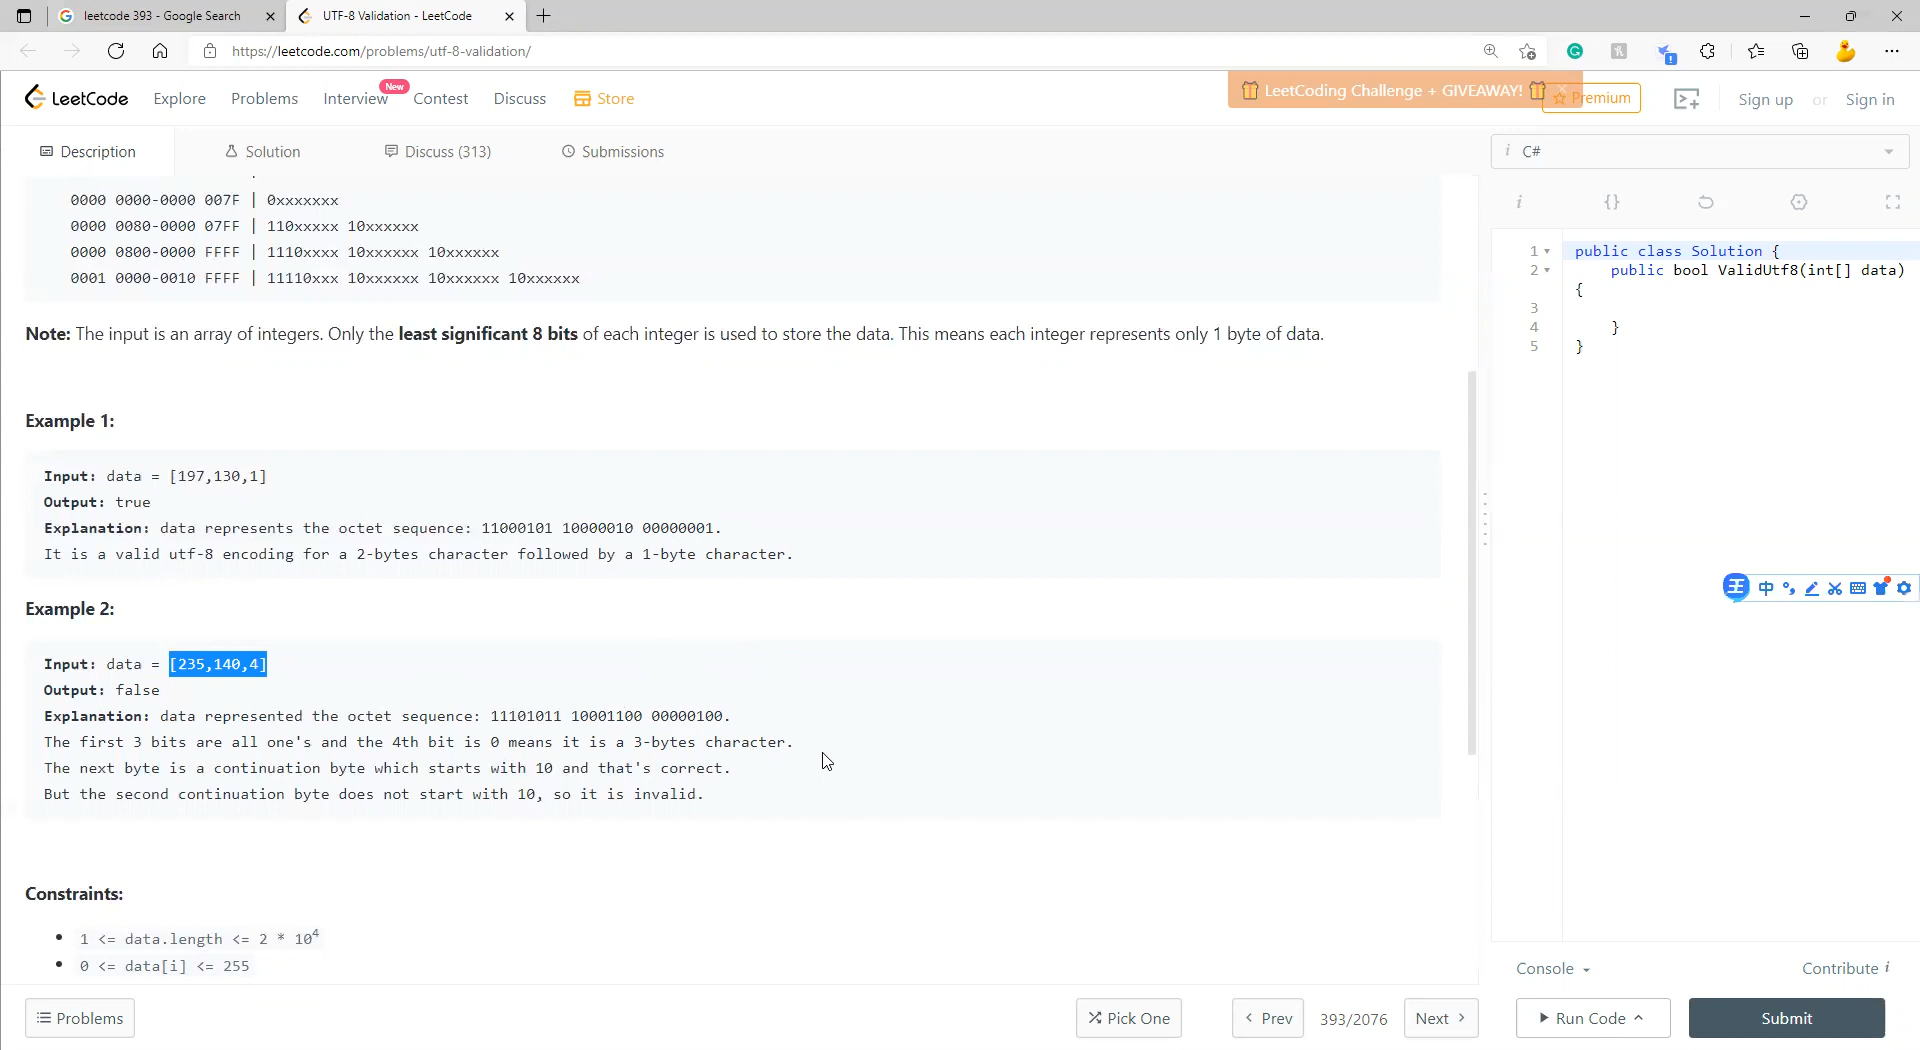 leetcode 393 - Google Search
UTF-8 Validation - LeetCode
https://leetcode.com/problems/utf-8-validation/
LeetCode
Explore
Problems
Interview
New
Contest
Discuss
Store
LeetCoding Challenge + GIVEAWAY!
Premium
Sign up or Sign in
Description
Solution
Discuss (313)
Submissions
i C#
0000 0000-0000 007F | 0xxxxxxx
0000 0080-0000 07FF | 110xxxxx 10xxxxxx
0000 0800-0000 FFFF | 1110xxxx 10xxxxxx 10xxxxxx
0001 0000-0010 FFFF | 11110xxx 10xxxxxx 10xxxxxx 10xxxxxx
Note: The input is an array of integers. Only the least significant 8 bits of each integer is used to store the data. This means each integer represents only 1 byte of data.
Example 1:
Input: data = [197,130,1]
Output: true
Explanation: data represents the octet sequence: 11000101 10000010 00000001.
It is a valid utf-8 encoding for a 2-bytes character followed by a 1-byte character.
Example 2:
Input: data = [235,140,4]
Output: false
Explanation: data represented the octet sequence: 11101011 10001100 00000100.
The first 3 bits are all one's and the 4th bit is 0 means it is a 3-bytes character.
The next byte is a continuation byte which starts with 10 and that's correct.
But the second continuation byte does not start with 10, so it is invalid.
Constraints:
1 <= data.length <= 2 * 10⁴
0 <= data[i] <= 255
i {}
1 public class Solution {
2 public bool ValidUtf8(int[] data)
{
3
4 }
5 }
王 中
Console
Contribute i
Problems
Pick One
Prev
393/2076
Next
Run Code
Submit